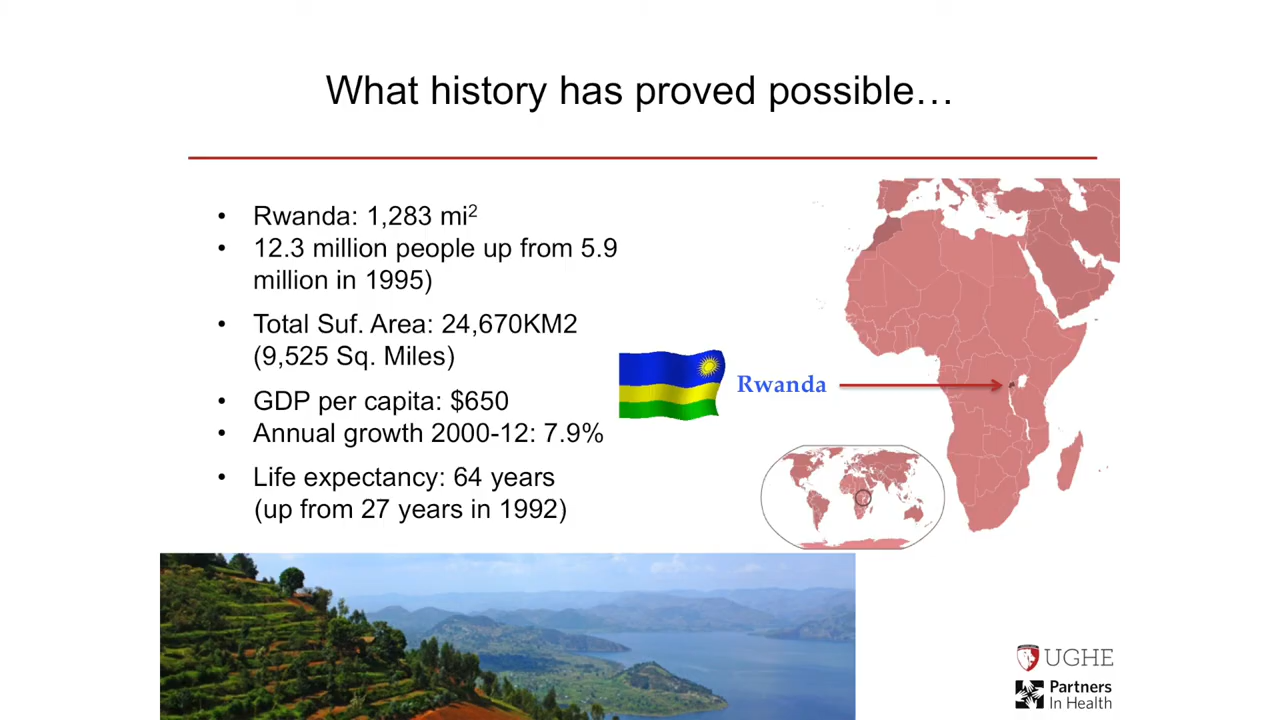 What history has proved possible…
• Rwanda: 1,283 mi²
• 12.3 million people up from 5.9
million in 1995)
• Total Suf. Area: 24,670KM2
(9,525 Sq. Miles)
• GDP per capita: $650
• Annual growth 2000-12: 7.9%
• Life expectancy: 64 years
(up from 27 years in 1992)
Rwanda
UGHE
Partners
In Health